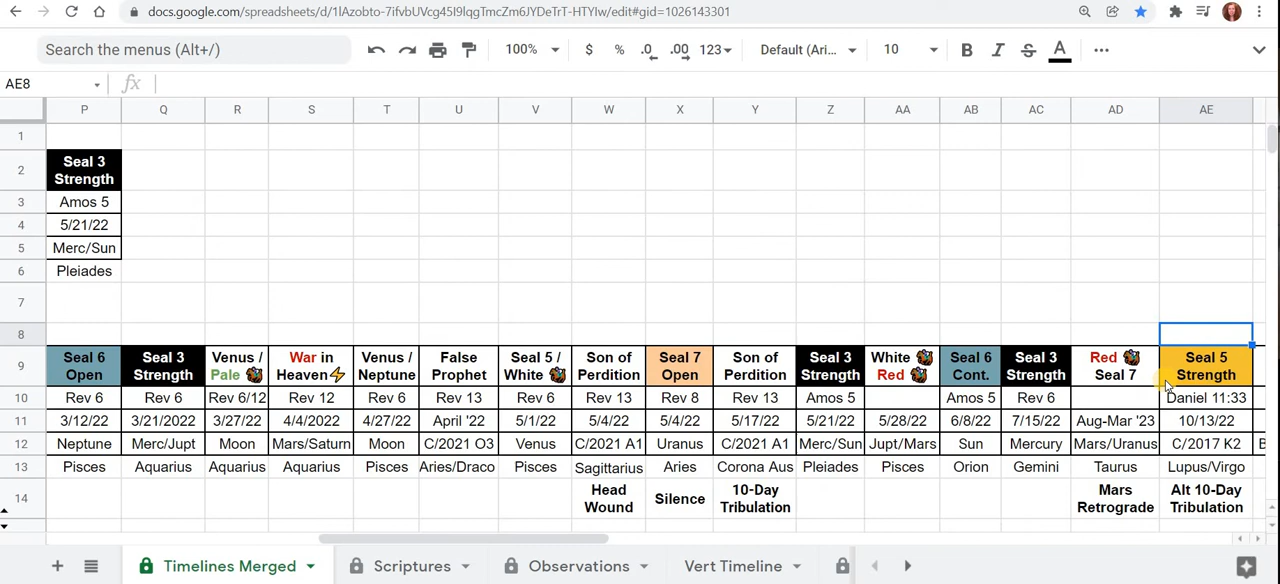 docs.google.com/spreadsheets/d/1lAzobto-7ifvbUVcg45I9lqgTmcZm6JYDeTrT-HTYIw/edit#gid=1026143301
Search the menus (Alt+/) 100% $ % .0 .00 123 Default (Ari... 10 B I S A
AE8 fx
P Q R S T U V W X Y Z AA AB AC AD AE
1
2 Seal 3 Strength
3 Amos 5
4 5/21/22
5 Merc/Sun
6 Pleiades
7
8
9 Seal 6 Open Seal 3 Strength Venus / Pale War in Heaven⚡ Venus / Neptune False Prophet Seal 5 / White Son of Perdition Seal 7 Open Son of Perdition Seal 3 Strength White Red Seal 6 Cont. Seal 3 Strength Red Seal 7 Seal 5 Strength
10 Rev 6 Rev 6 Rev 6/12 Rev 12 Rev 12 Rev 13 Rev 6 Rev 13 Rev 8 Rev 13 Amos 5 Amos 5 Rev 6 Daniel 11:33
11 3/12/22 3/21/2022 3/27/22 4/4/2022 4/27/22 April '22 5/1/22 5/4/22 5/4/22 5/17/22 5/21/22 5/28/22 6/8/22 7/15/22 Aug-Mar '23 10/13/22
12 Neptune Merc/Jupt Moon Mars/Saturn Moon C/2021 O3 Venus C/2021 A1 Uranus C/2021 A1 Merc/Sun Jupt/Mars Sun Mercury Mars/Uranus C/2017 K2 B
13 Pisces Aquarius Aquarius Aquarius Pisces Aries/Draco Pisces Sagittarius Aries Corona Aus Pleiades Pisces Orion Gemini Taurus Lupus/Virgo
14 Head Wound Silence 10-Day Tribulation Mars Retrograde Alt 10-Day Tribulation
Timelines Merged Scriptures Observations Vert Timeline